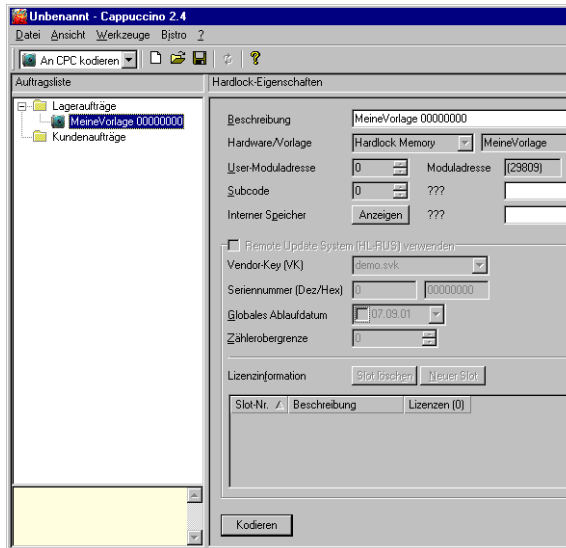 Unbenannt - Cappuccino 2.4
Datei Ansicht Werkzeuge Bistro ?
An CPC kodieren
Auftragsliste
Hardlock-Eigenschaften
Lageraufträge
MeineVorlage 00000000
Kundenaufträge
Beschreibung MeineVorlage 00000000
Hardware/Vorlage Hardlock Memory MeineVorlage
User-Moduladresse 0 Moduladresse (29809)
Subcode 0 ???
Interner Speicher Anzeigen ???
Remote Update System (HL-RUS) verwenden
Vendor-Key (VK) demo.svk
Seriennummer (Dez/Hex) 0 00000000
Globales Ablaufdatum 07.09.01
Zählerobergrenze 0
Lizenzinformation Slot löschen Neuer Slot
Slot-Nr. Beschreibung Lizenzen (0)
Kodieren